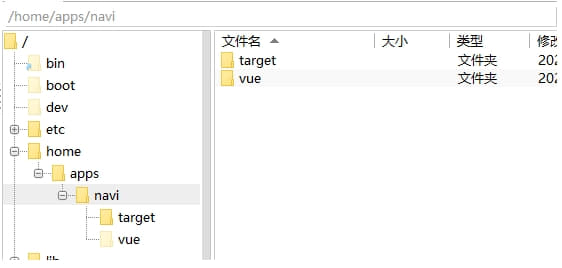 /home/apps/navi
/
bin
boot
dev
etc
home
apps
navi
target
vue
lib
文件名 大小 类型 修改
target 文件夹 202
vue 文件夹 202